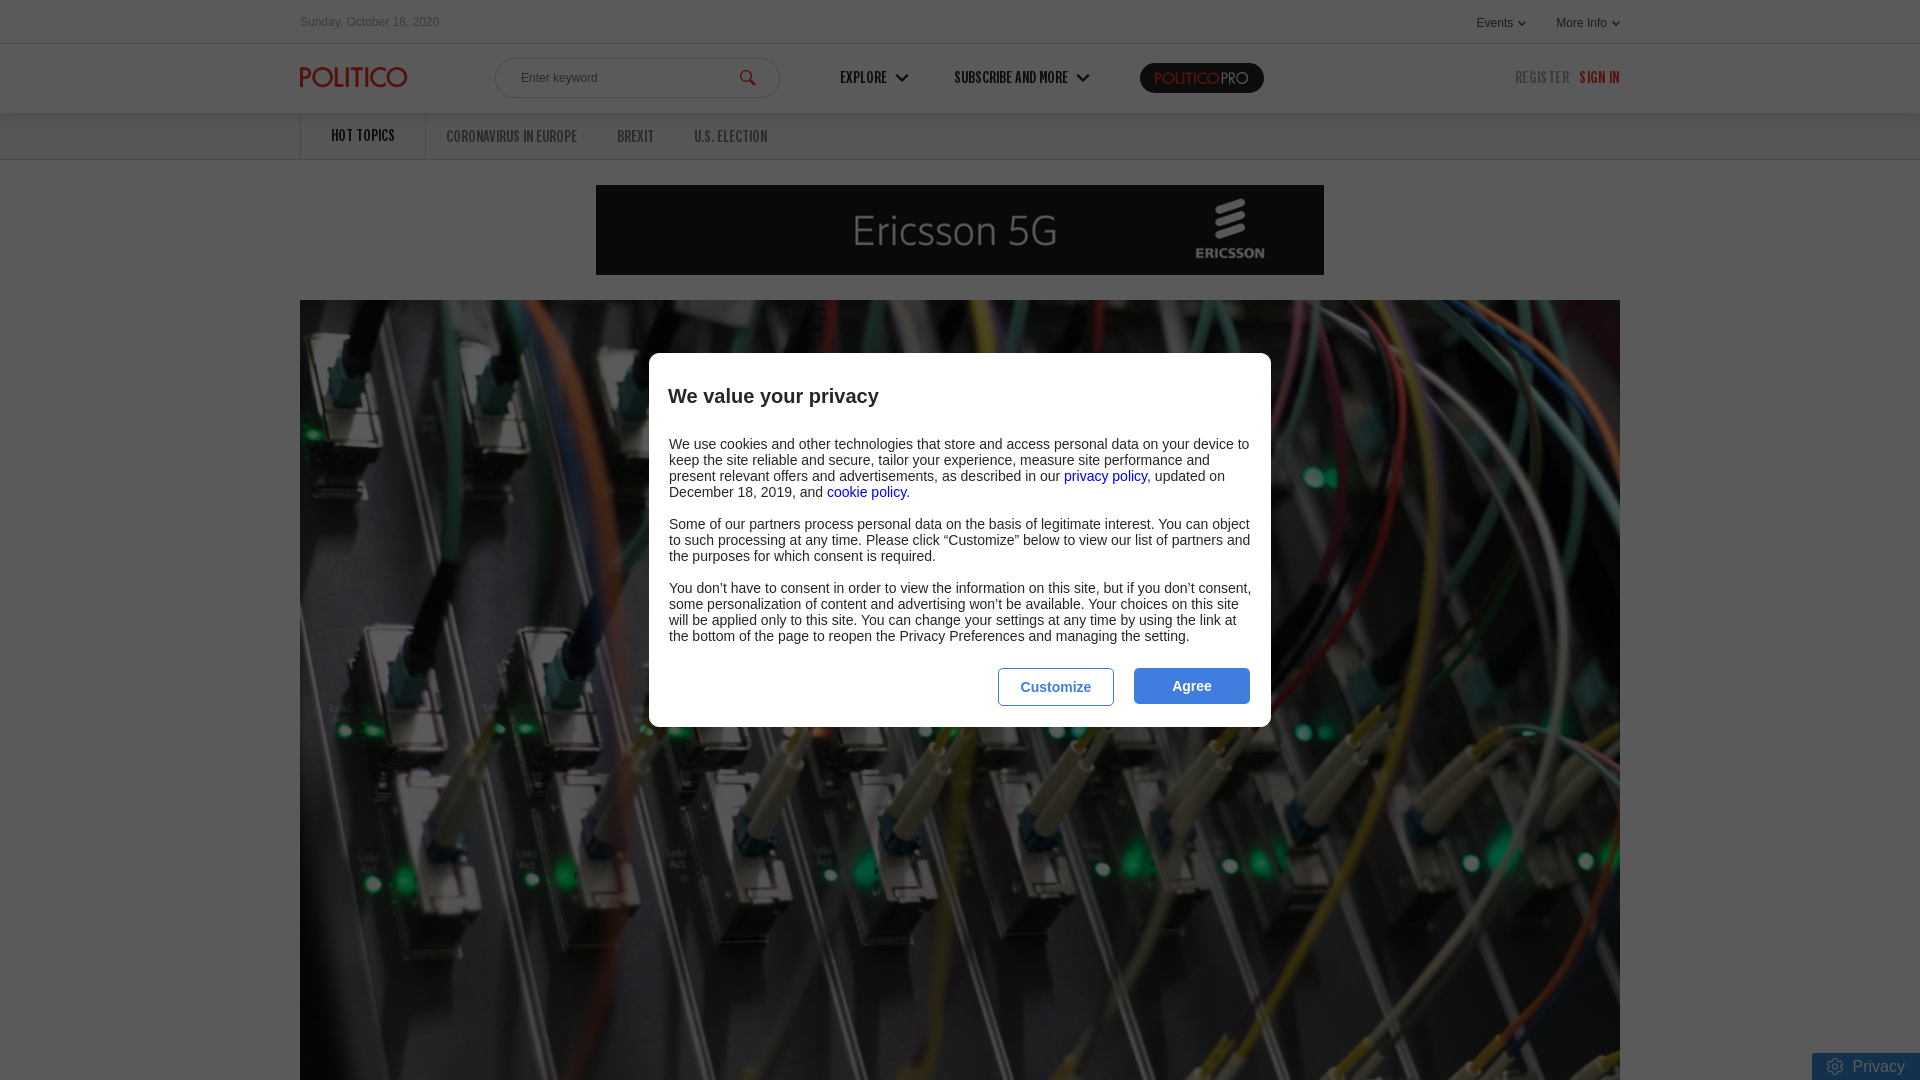 Sunday, October 18, 2020
Events
More Info
POLITICO
Enter keyword
EXPLORE
SUBSCRIBE AND MORE
POLITICOPRO
REGISTER
SIGN IN
HOT TOPICS
CORONAVIRUS IN EUROPE
BREXIT
U.S. ELECTION
Ericsson 5G
ERICSSON
We value your privacy
We use cookies and other technologies that store and access personal data on your device to
keep the site reliable and secure, tailor your experience, measure site performance and
present relevant offers and advertisements, as described in our privacy policy, updated on
December 18, 2019, and cookie policy.
Some of our partners process personal data on the basis of legitimate interest. You can object
to such processing at any time. Please click “Customize” below to view our list of partners and
the purposes for which consent is required.
You don’t have to consent in order to view the information on this site, but if you don’t consent,
some personalization of content and advertising won’t be available. Your choices on this site
will be applied only to this site. You can change your settings at any time by using the link at
the bottom of the page to reopen the Privacy Preferences and managing the setting.
Customize
Agree
Privacy